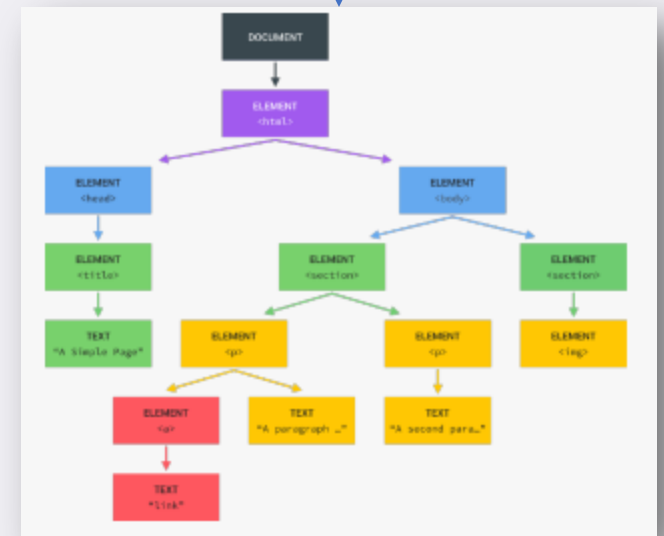 DOCUMENT
ELEMENT
<html>
ELEMENT
<head>
ELEMENT
<body>
ELEMENT
<title>
ELEMENT
<section>
ELEMENT
<section>
TEXT
"A Simple Page"
ELEMENT
<p>
ELEMENT
<p>
ELEMENT
<img>
ELEMENT
<a>
TEXT
"A paragraph …"
TEXT
"A second para…"
TEXT
"link"